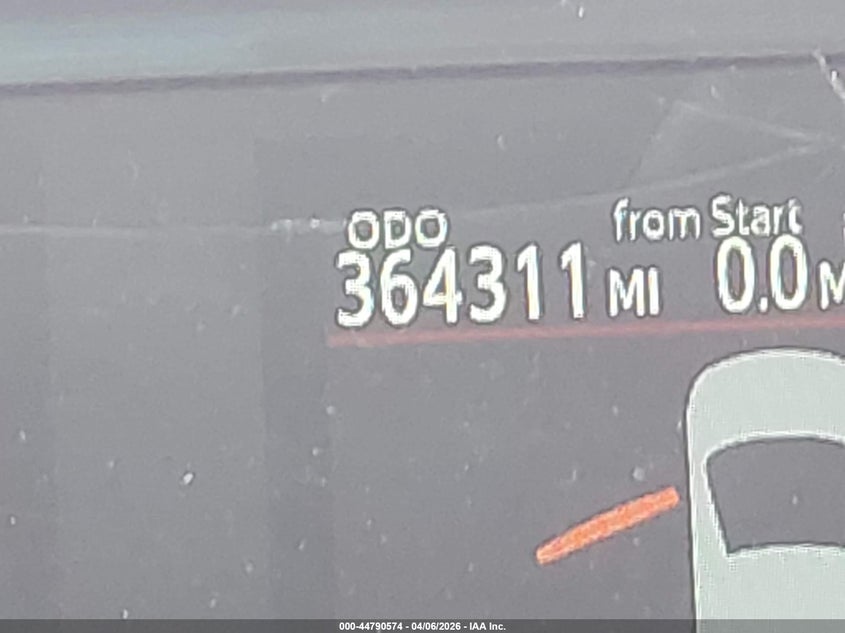 ODO from Start
364311 MI 0.0 M
000-44790574 - 04/06/2026 - IAA Inc.